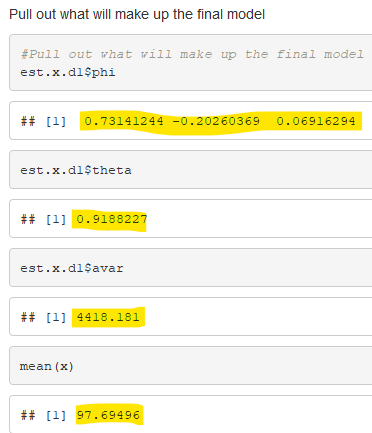 Pull out what will make up the final model
#Pull out what will make up the final model
est.x.d1$phi
## [1]  0.73141244 -0.20260369  0.06916294
est.x.d1$theta
## [1] 0.9188227
est.x.d1$avar
## [1] 4418.181
mean(x)
## [1] 97.69496